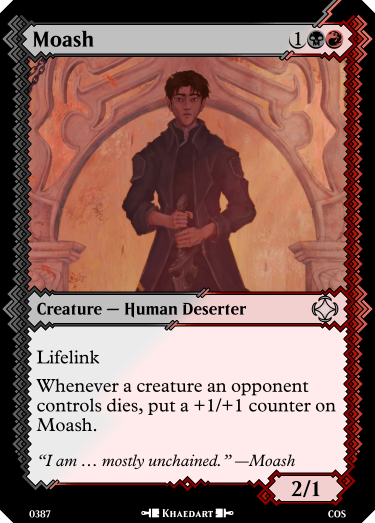 Moash 1
Creature — Human Deserter
Lifelink
Whenever a creature an opponent
controls dies, put a +1/+1 counter on
Moash.
“I am … mostly unchained.” —Moash
2/1
0387 Khaedart COS